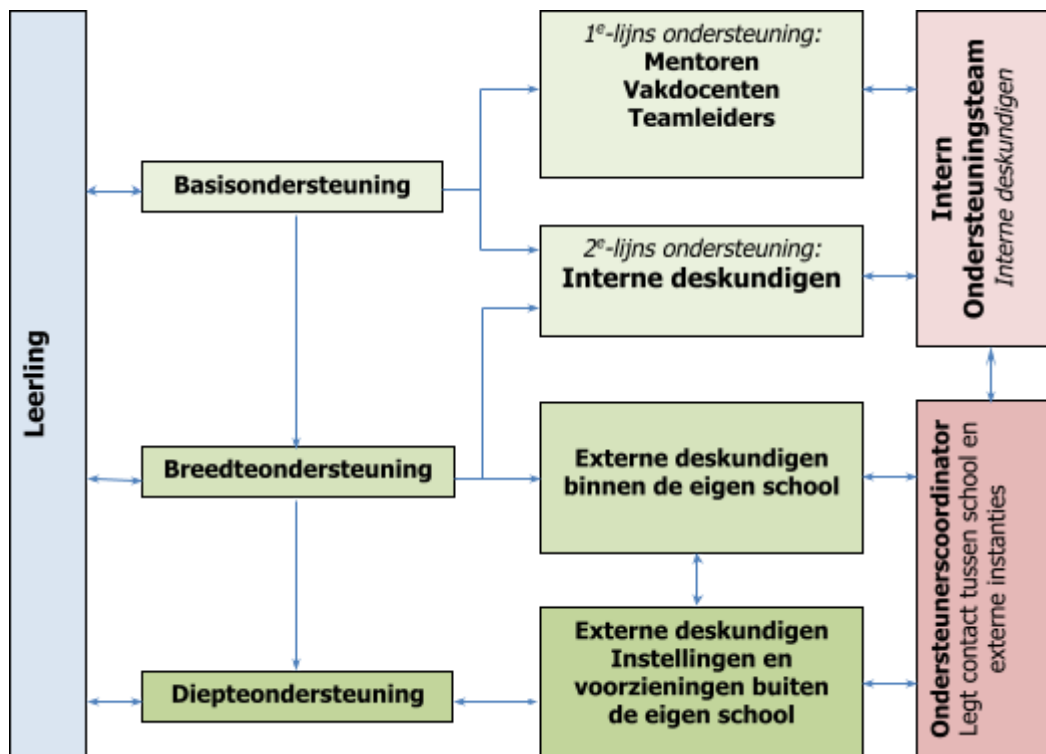 Leerling
Basisondersteuning
Breedteondersteuning
Diepteondersteuning
1e-lijns ondersteuning:
Mentoren
Vakdocenten
Teamleiders
2e-lijns ondersteuning:
Interne deskundigen
Externe deskundigen
binnen de eigen school
Externe deskundigen
Instellingen en
voorzieningen buiten
de eigen school
Intern
Ondersteuningsteam
Interne deskundigen
Ondersteunerscoordinator
Legt contact tussen school en
externe instanties